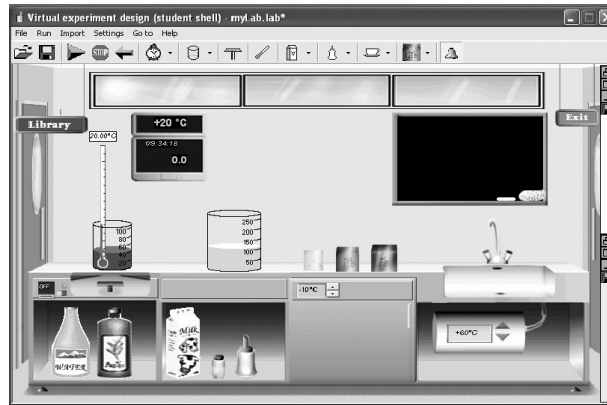 Virtual experiment design (student shell) - myLab.lab*
File Run Import Settings Go to Help
STOP
Library
+20 °C
09:34:16
0.0
Exit
20.00°C
100
80
60
40
20
250
200
150
100
50
OFF
-10°C
+60°C
WATER
Milk